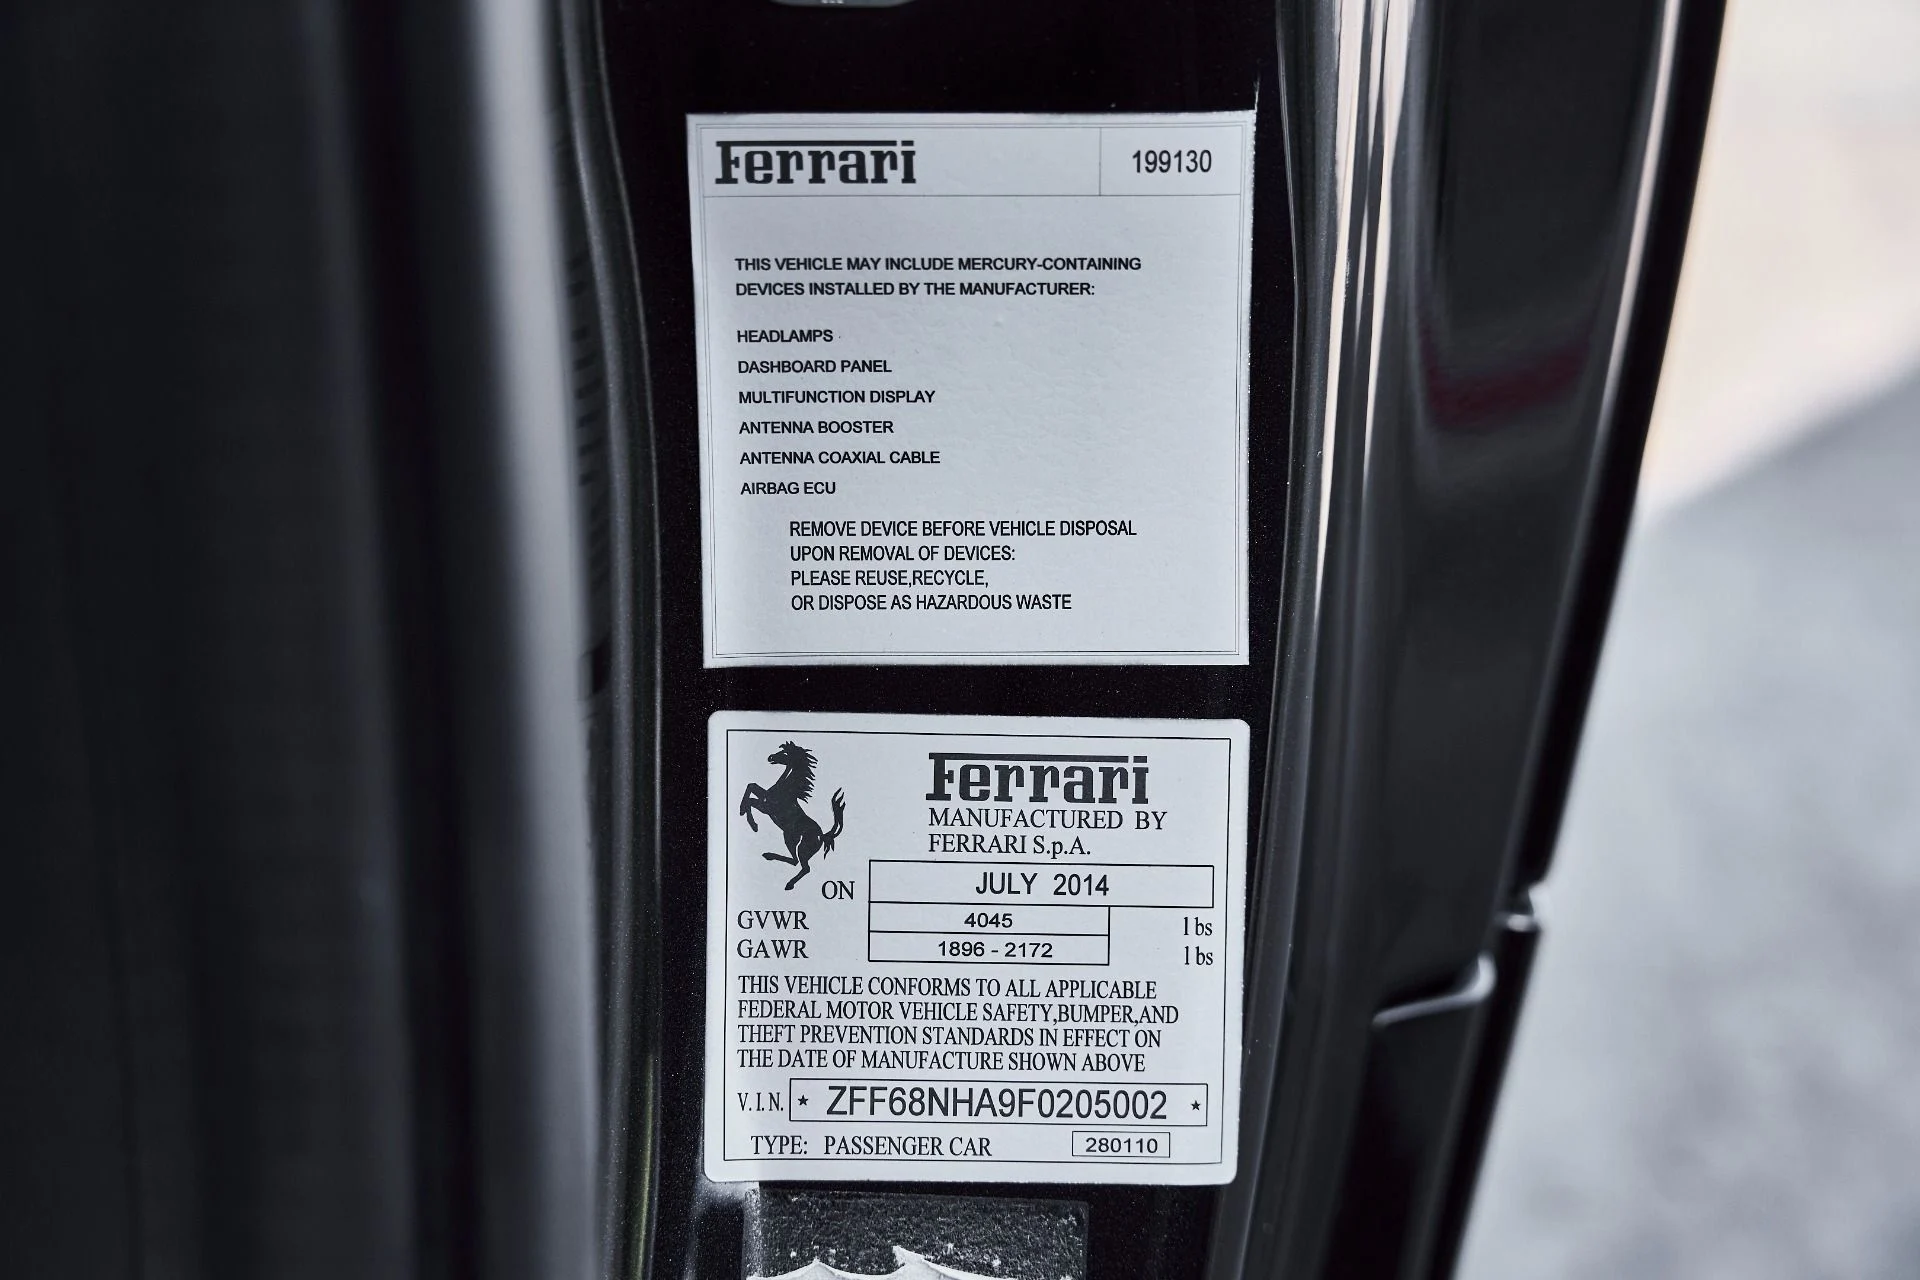 Ferrari 199130
THIS VEHICLE MAY INCLUDE MERCURY-CONTAINING
DEVICES INSTALLED BY THE MANUFACTURER:
HEADLAMPS
DASHBOARD PANEL
MULTIFUNCTION DISPLAY
ANTENNA BOOSTER
ANTENNA COAXIAL CABLE
AIRBAG ECU
REMOVE DEVICE BEFORE VEHICLE DISPOSAL
UPON REMOVAL OF DEVICES:
PLEASE REUSE,RECYCLE,
OR DISPOSE AS HAZARDOUS WASTE
Ferrari
MANUFACTURED BY
FERRARI S.p.A.
ON JULY 2014
GVWR 4045 lbs
GAWR 1896 - 2172 lbs
THIS VEHICLE CONFORMS TO ALL APPLICABLE
FEDERAL MOTOR VEHICLE SAFETY,BUMPER,AND
THEFT PREVENTION STANDARDS IN EFFECT ON
THE DATE OF MANUFACTURE SHOWN ABOVE
V.I.N. * ZFF68NHA9F0205002 *
TYPE: PASSENGER CAR 280110